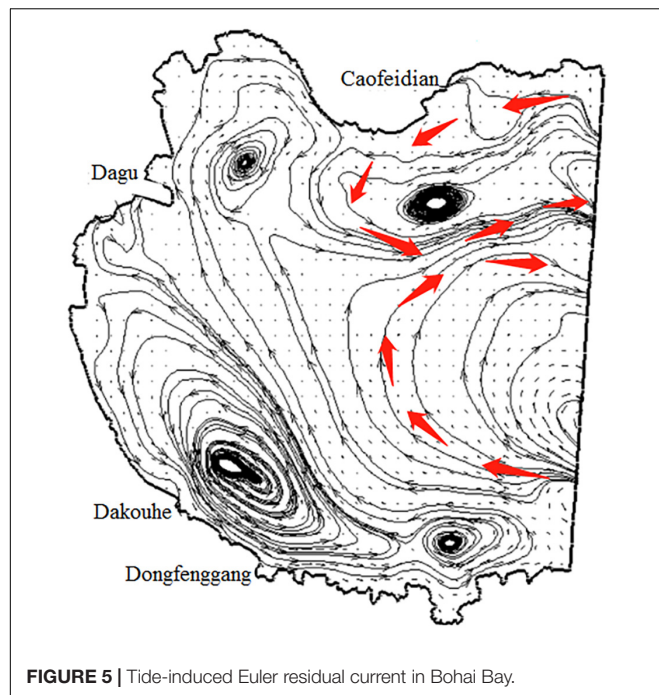 Caofeidian
Dagu
Dakouhe
Dongfenggang
FIGURE 5 | Tide-induced Euler residual current in Bohai Bay.